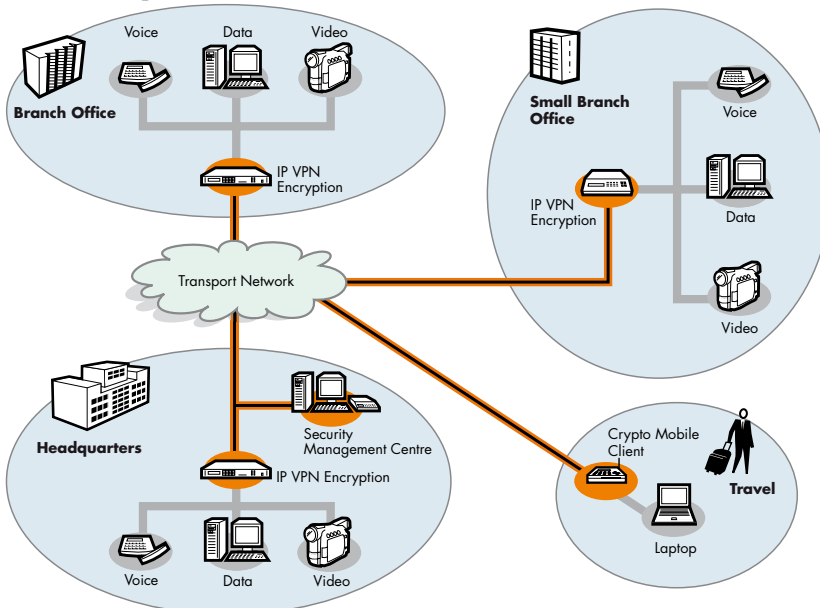 Voice
Data
Video
Branch Office
IP VPN
Encryption
Small Branch
Office
Voice
IP VPN
Encryption
Data
Video
Transport Network
Headquarters
Security
Management Centre
IP VPN Encryption
Voice
Data
Video
Crypto Mobile
Client
Travel
Laptop